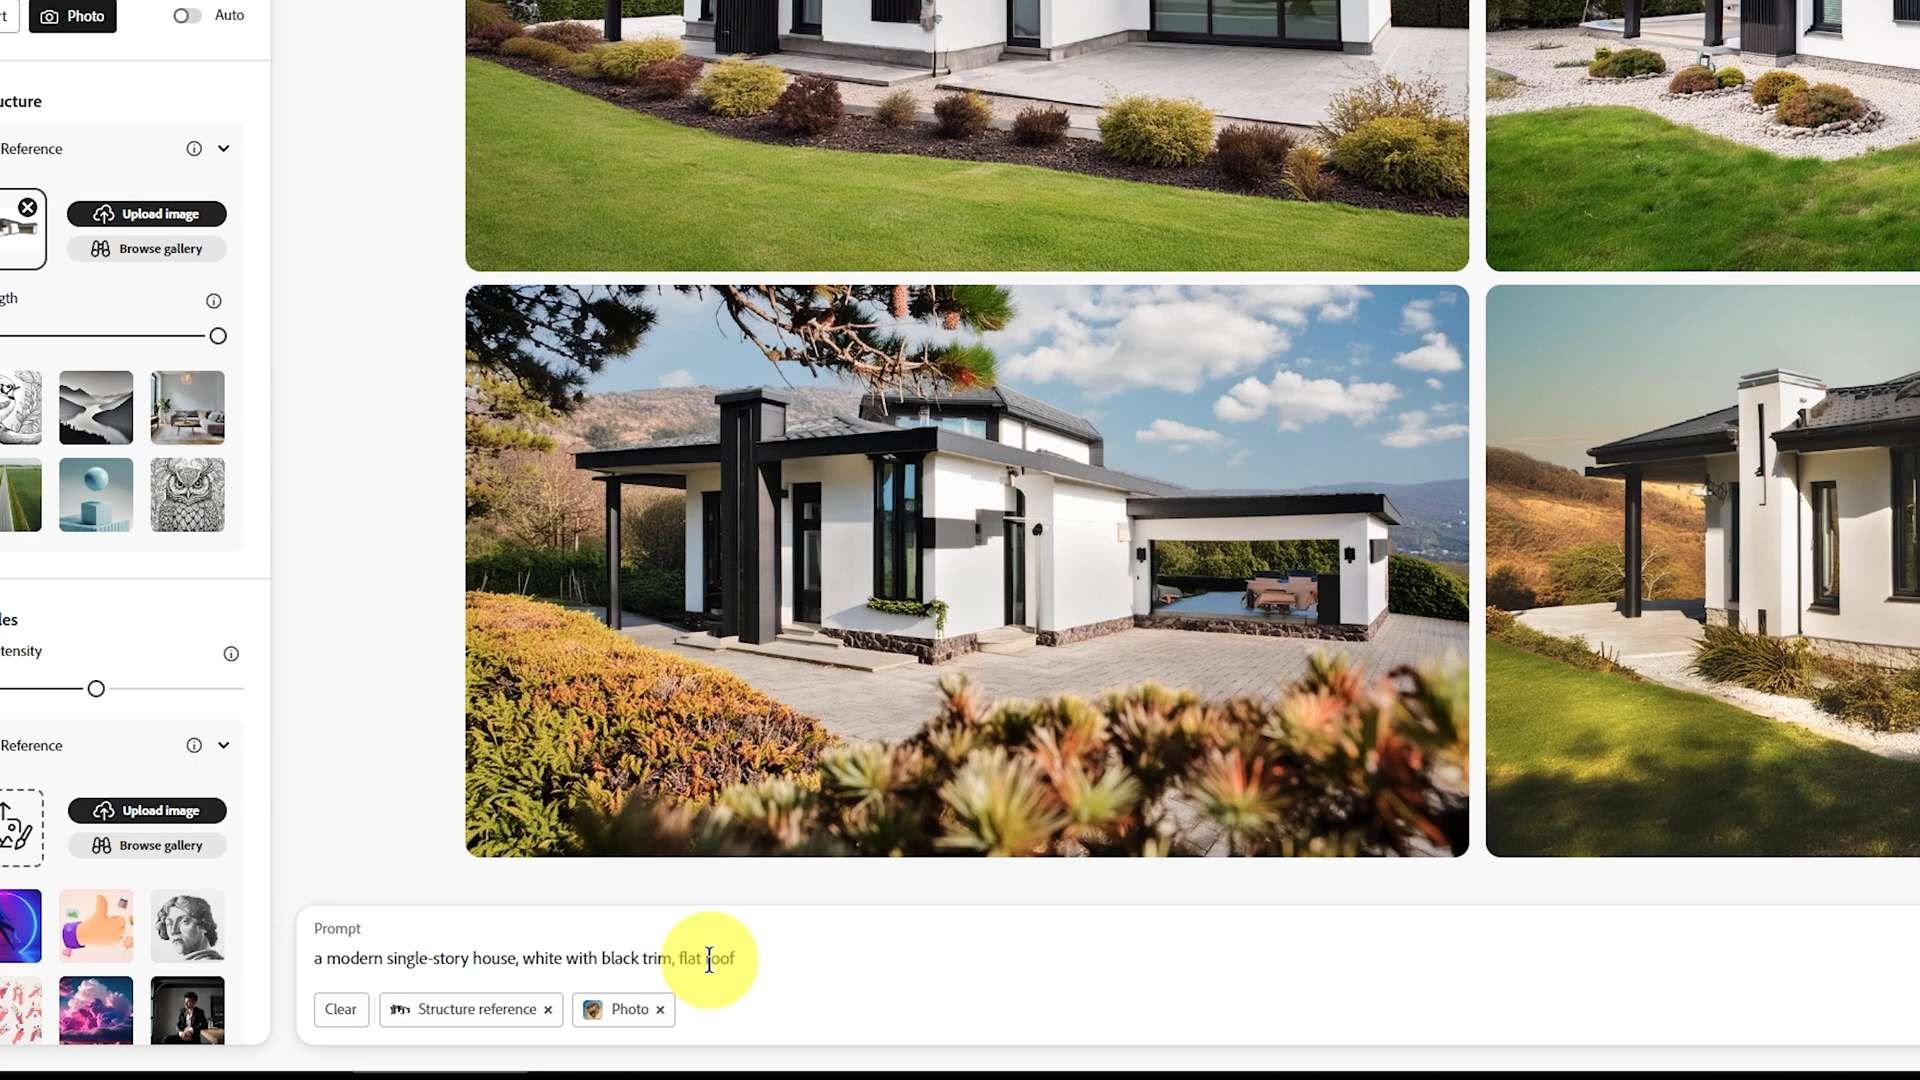 rt
Photo
Auto
ucture
Reference
Upload image
Browse gallery
gth
les
tensity
Reference
Upload image
Browse gallery
Prompt
a modern single-story house, white with black trim, flat roof
Clear
Structure reference
Photo